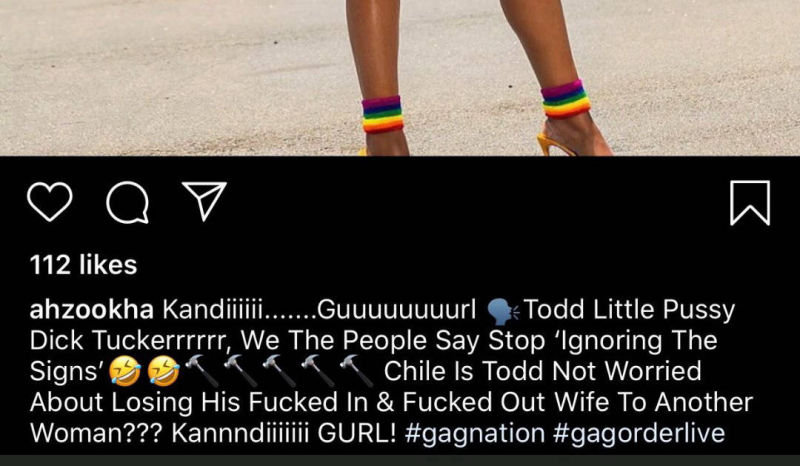 112 likes
ahzookha Kandiiiiii.......Guuuuuuuurl 🗣Todd Little Pussy
Dick Tuckerrrrrr, We The People Say Stop ‘Ignoring The
Signs’🤣🤣🔨🔨🔨🔨🔨 Chile Is Todd Not Worried
About Losing His Fucked In & Fucked Out Wife To Another
Woman??? Kannndiiiiiii GURL! #gagnation #gagorderlive